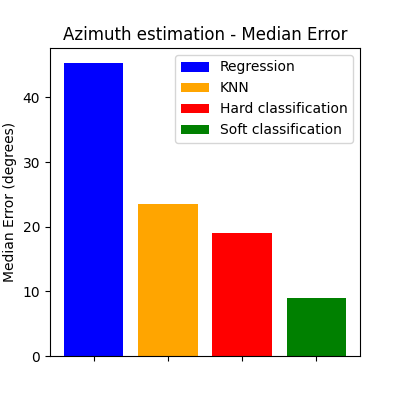 Azimuth estimation - Median Error
Regression
KNN
Hard classification
Soft classification
Median Error (degrees)
40
30
20
10
0